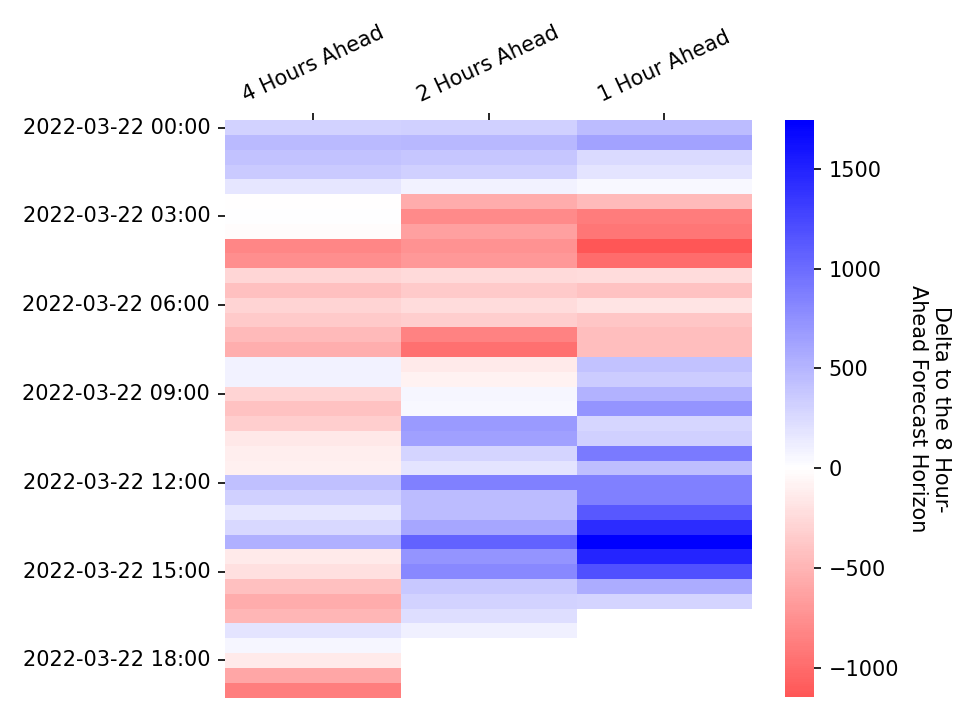 4 Hours Ahead
2 Hours Ahead
1 Hour Ahead
2022-03-22 00:00
2022-03-22 03:00
2022-03-22 06:00
2022-03-22 09:00
2022-03-22 12:00
2022-03-22 15:00
2022-03-22 18:00
1500
1000
500
0
−500
−1000
Delta to the 8 Hour-
Ahead Forecast Horizon